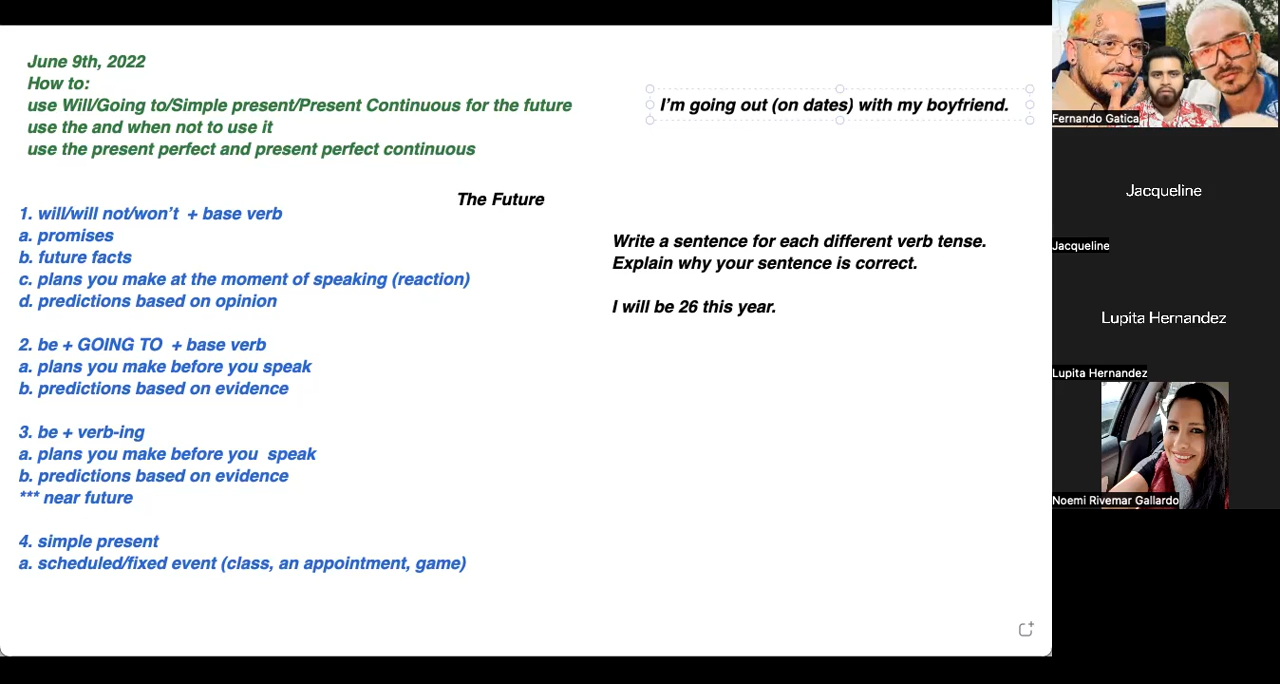 June 9th, 2022
How to:
use Will/Going to/Simple present/Present Continuous for the future
use the and when not to use it
use the present perfect and present perfect continuous
I'm going out (on dates) with my boyfriend.
The Future
1. will/will not/won't + base verb
a. promises
b. future facts
c. plans you make at the moment of speaking (reaction)
d. predictions based on opinion
2. be + GOING TO + base verb
a. plans you make before you speak
b. predictions based on evidence
3. be + verb-ing
a. plans you make before you speak
b. predictions based on evidence
*** near future
4. simple present
a. scheduled/fixed event (class, an appointment, game)
Write a sentence for each different verb tense.
Explain why your sentence is correct.
I will be 26 this year.
Fernando Gatica
Jacqueline
Jacqueline
Lupita Hernandez
Lupita Hernandez
Noemi Rivemar Gallardo